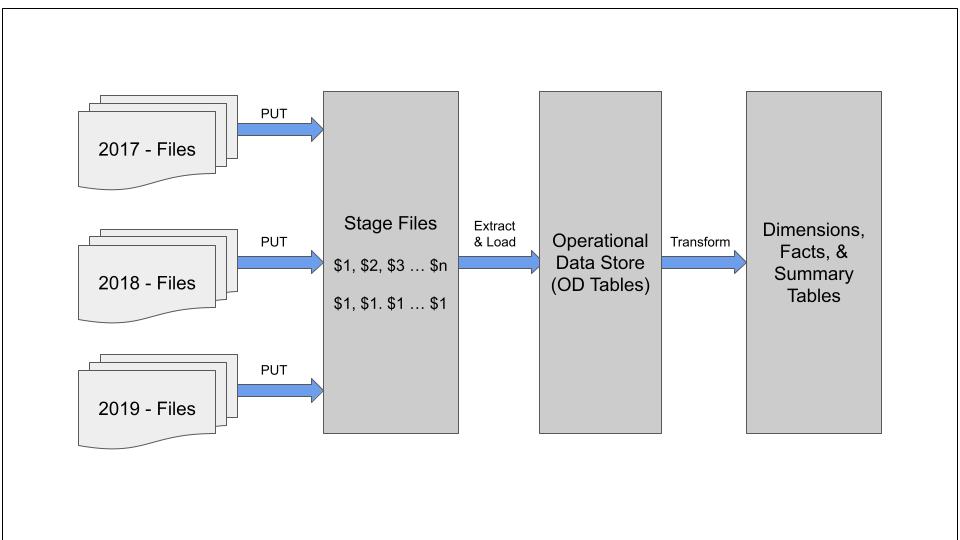 2017 - Files
PUT
2018 - Files
PUT
2019 - Files
PUT
Stage Files
$1, $2, $3 ... $n
$1, $1. $1 ... $1
Extract
& Load
Operational
Data Store
(OD Tables)
Transform
Dimensions,
Facts, &
Summary
Tables